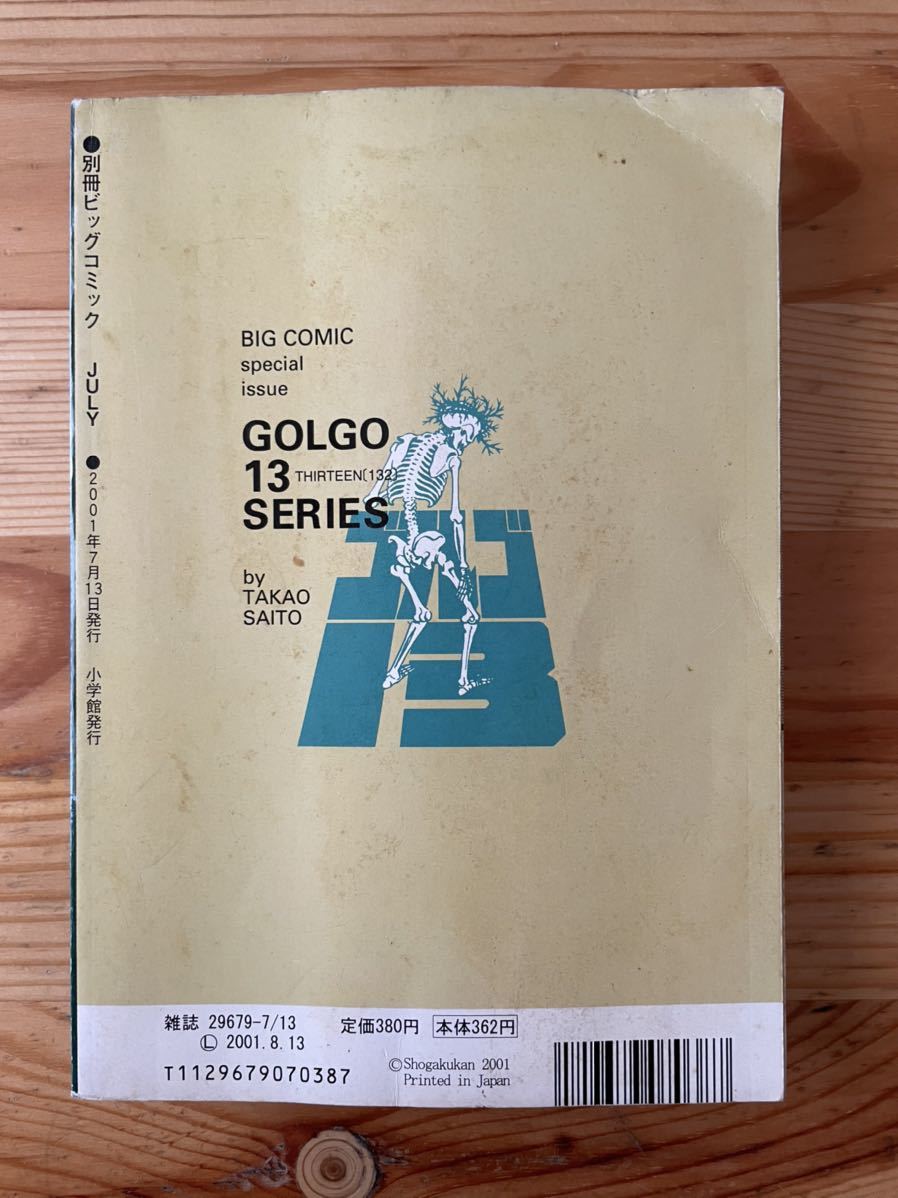 ●別冊ビッグコミック JULY ●2001年7月13日発行 小学館発行
BIG COMIC
special
issue
GOLGO
13 THIRTEEN(132)
SERIES
by
TAKAO
SAITO
ゴルゴ
13
雑誌 29679-7/13
Ⓛ 2001.8.13
T1129679070387
定価380円 本体362円
©Shogakukan 2001
Printed in Japan